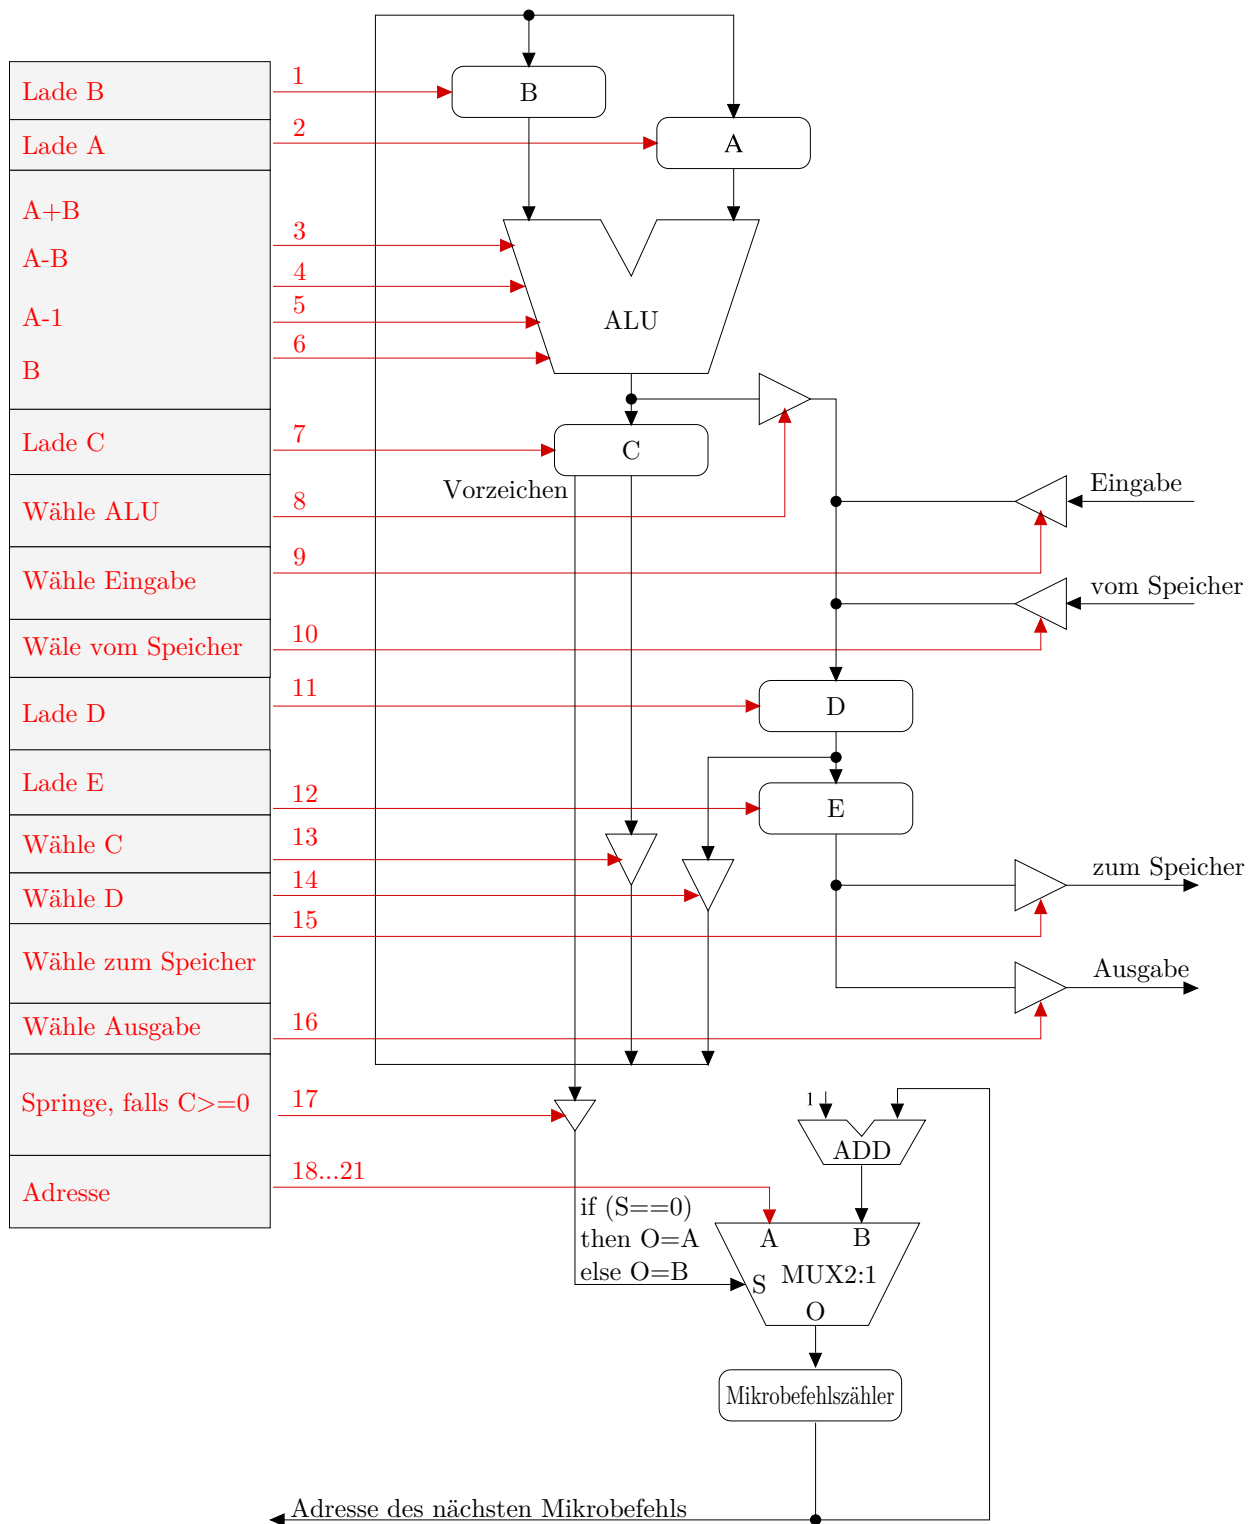 Lade B
1
B
Lade A
2
A
A+B
3
A-B
4
5
A-1
ALU
6
B
Lade C
7
C
Vorzeichen
Eingabe
Wähle ALU
8
Wähle Eingabe
9
vom Speicher
Wäle vom Speicher
10
Lade D
11
D
Lade E
12
E
Wähle C
13
Wähle D
14
zum Speicher
15
Wähle zum Speicher
Ausgabe
Wähle Ausgabe
16
Springe, falls C>=0
17
1
ADD
Adresse
18...21
if (S==0)
then O=A
else O=B
A
B
S
MUX2:1
O
Mikrobefehlszähler
Adresse des nächsten Mikrobefehls